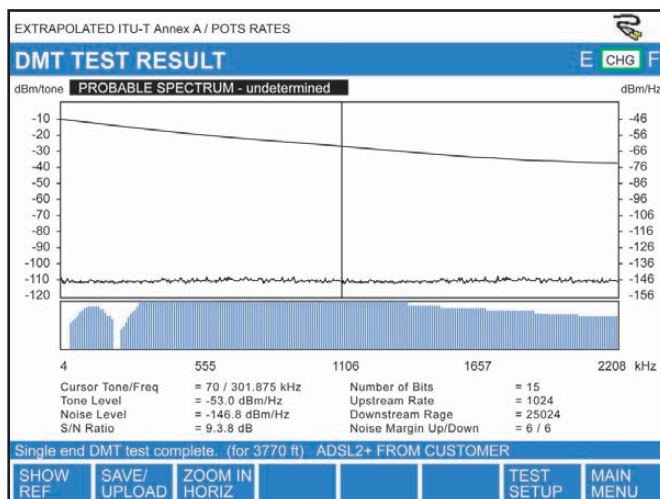 EXTRAPOLATED ITU-T Annex A / POTS RATES
DMT TEST RESULT
E CHG F
dBm/tone PROBABLE SPECTRUM - undetermined dBm/Hz
-10 -46
-20 -56
-30 -66
-40 -76
-50 -86
-60 -96
-70 -106
-80 -116
-90 -126
-100 -136
-110 -146
-120 -156
4 555 1106 1657 2208 kHz
Cursor Tone/Freq = 70 / 301.875 kHz Number of Bits = 15
Tone Level = -53.0 dBm/Hz Upstream Rate = 1024
Noise Level = -146.8 dBm/Hz Downstream Rage = 25024
S/N Ratio = 9.3.8 dB Noise Margin Up/Down = 6 / 6
Single end DMT test complete. (for 3770 ft) ADSL2+ FROM CUSTOMER
SHOW REF SAVE/ UPLOAD ZOOM IN HORIZ TEST SETUP MAIN MENU